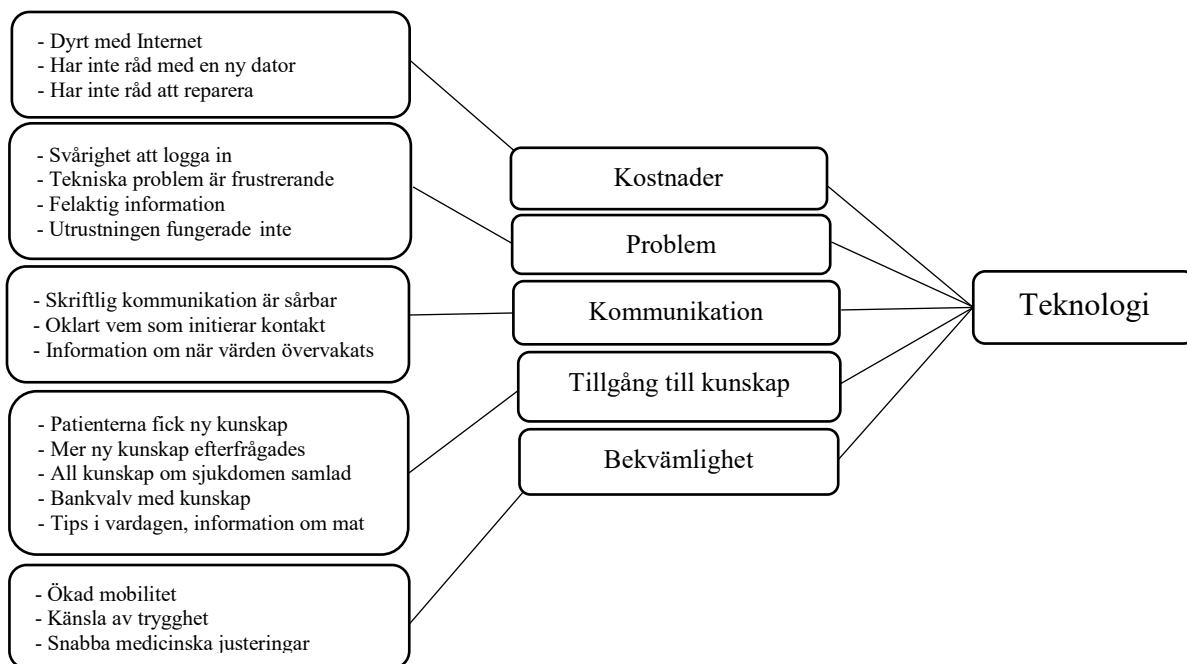 - Dyrt med Internet
- Har inte råd med en ny dator
- Har inte råd att reparera
- Svårighet att logga in
- Tekniska problem är frustrerande
- Felaktig information
- Utrustningen fungerade inte
- Skriftlig kommunikation är sårbar
- Oklart vem som initierar kontakt
- Information om när värden övervakats
- Patienterna fick ny kunskap
- Mer ny kunskap efterfrågades
- All kunskap om sjukdomen samlad
- Bankvalv med kunskap
- Tips i vardagen, information om mat
- Ökad mobilitet
- Känsla av trygghet
- Snabba medicinska justeringar
Kostnader
Problem
Kommunikation
Tillgång till kunskap
Bekvämlighet
Teknologi